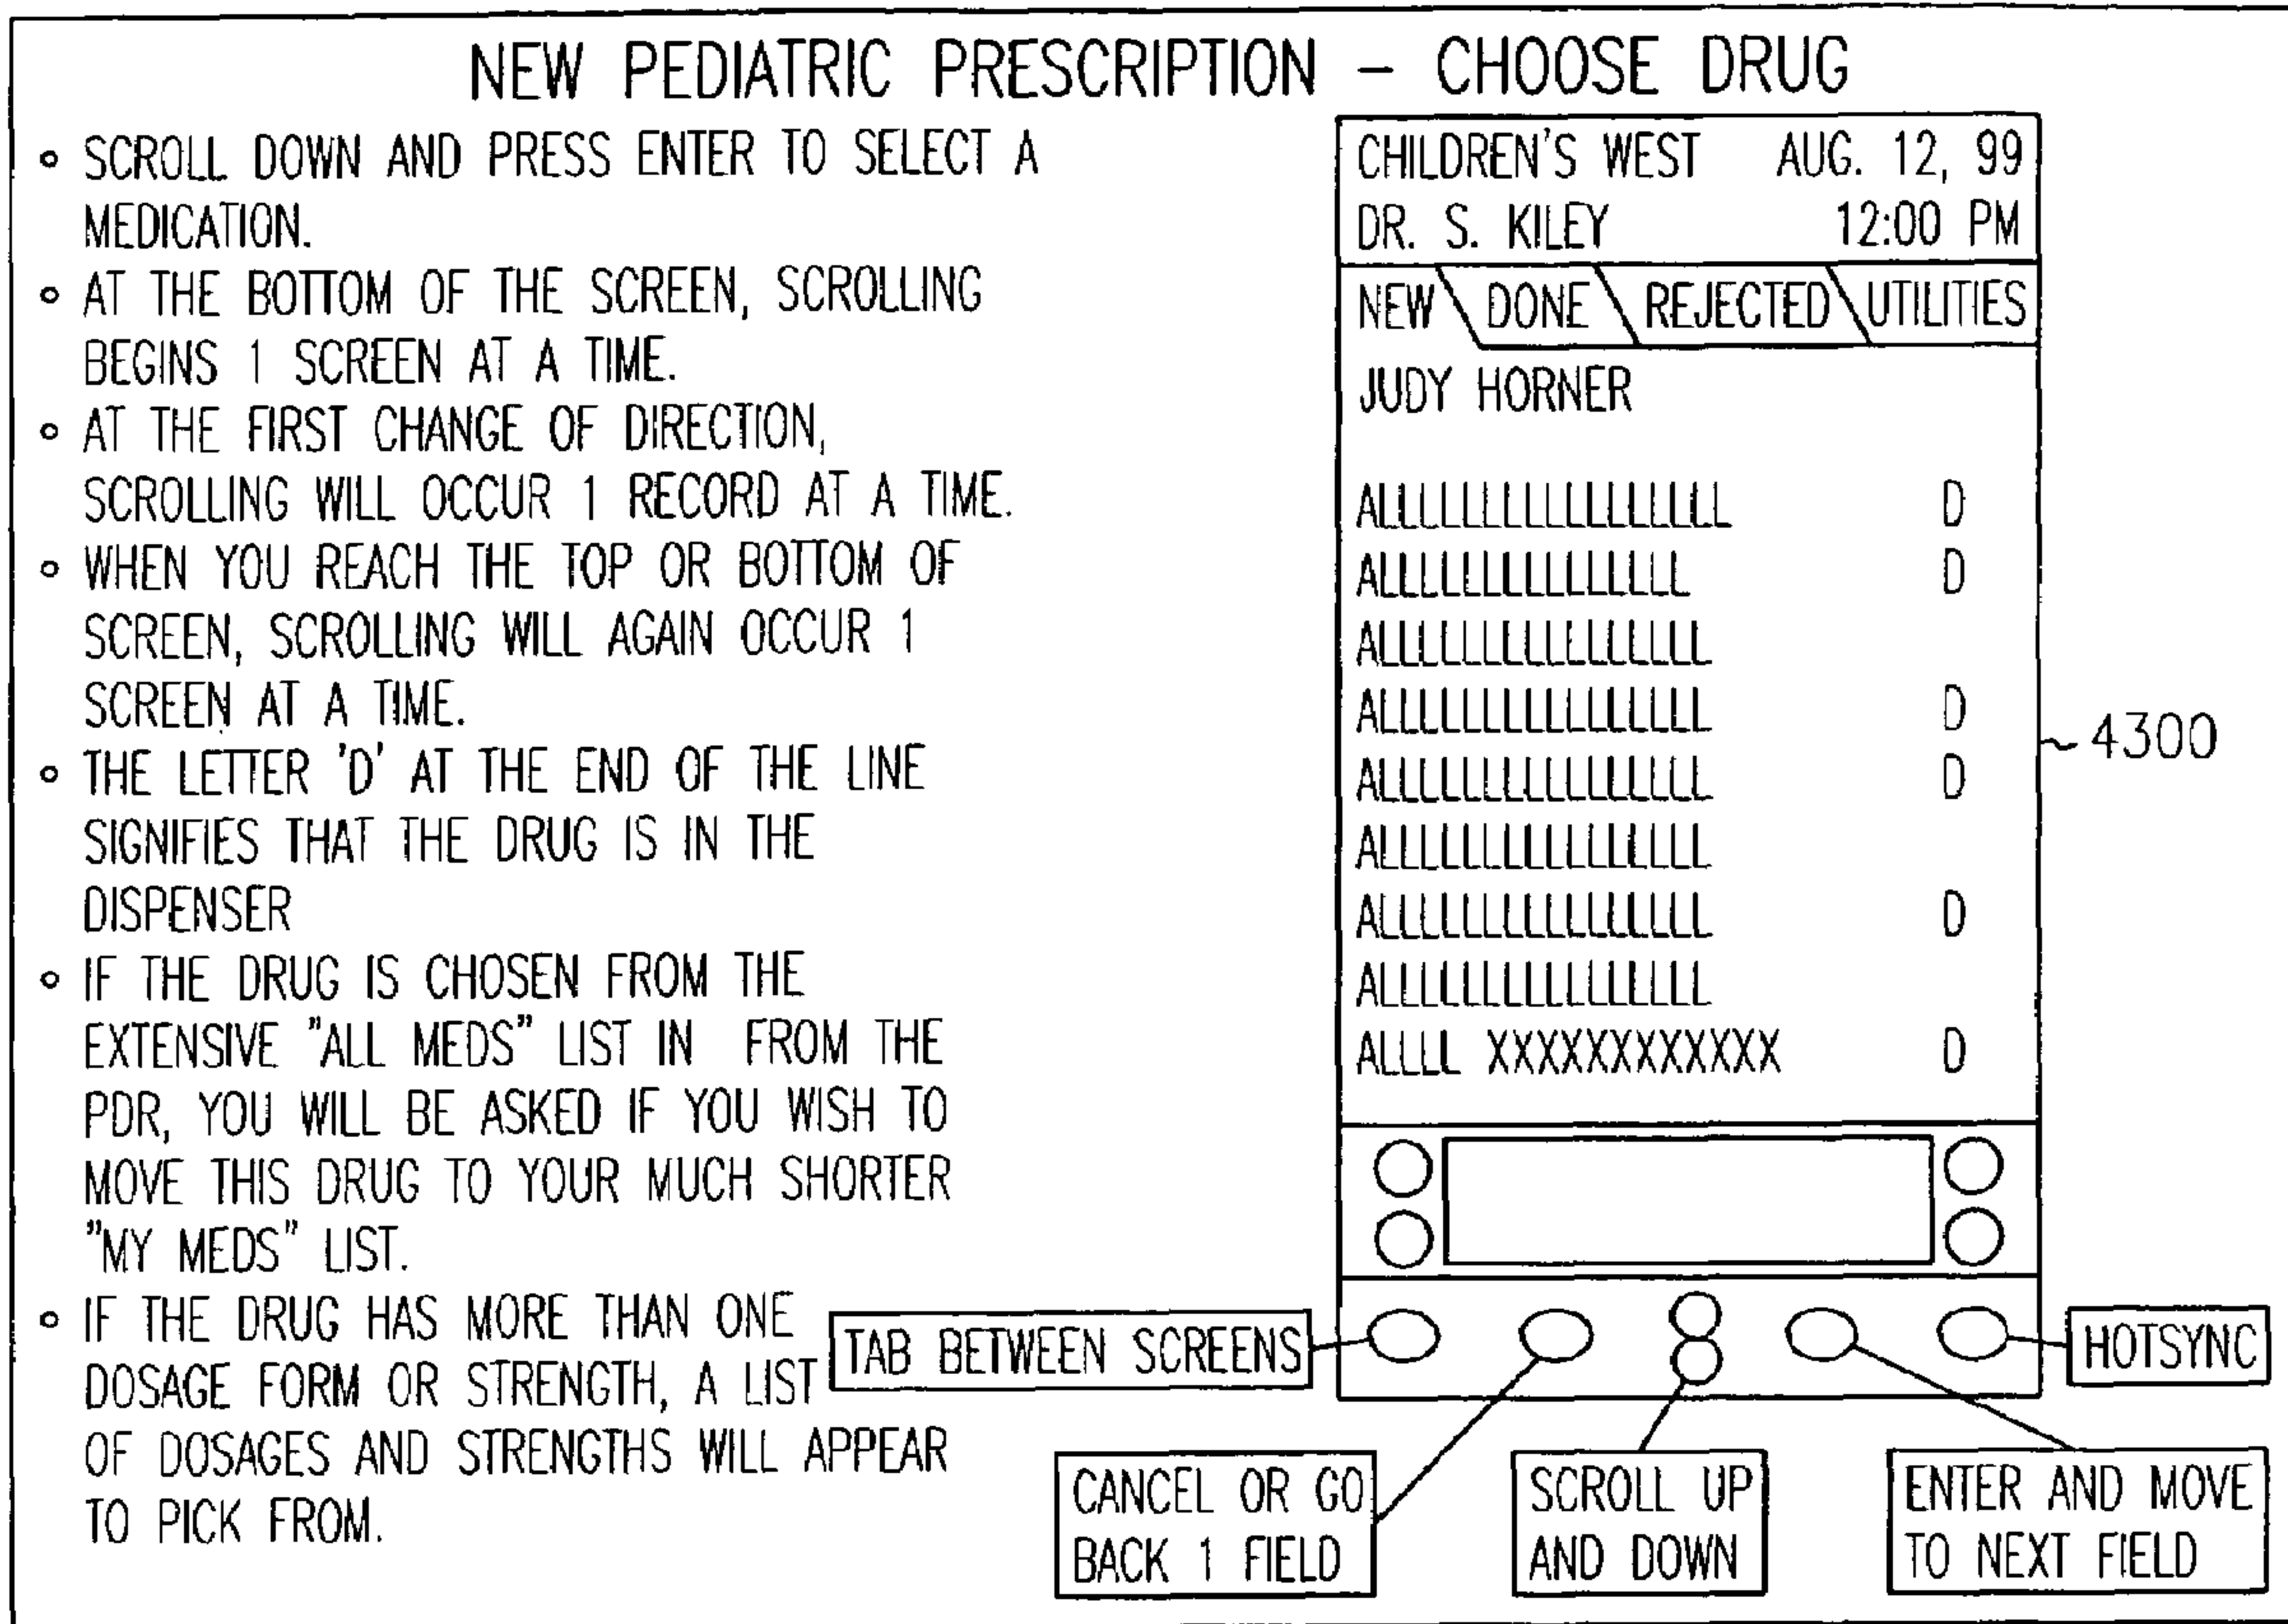 NEW PEDIATRIC PRESCRIPTION – CHOOSE DRUG
∘ SCROLL DOWN AND PRESS ENTER TO SELECT A
MEDICATION.
∘ AT THE BOTTOM OF THE SCREEN, SCROLLING
BEGINS 1 SCREEN AT A TIME.
∘ AT THE FIRST CHANGE OF DIRECTION,
SCROLLING WILL OCCUR 1 RECORD AT A TIME.
∘ WHEN YOU REACH THE TOP OR BOTTOM OF
SCREEN, SCROLLING WILL AGAIN OCCUR 1
SCREEN AT A TIME.
∘ THE LETTER 'D' AT THE END OF THE LINE
SIGNIFIES THAT THE DRUG IS IN THE
DISPENSER
∘ IF THE DRUG IS CHOSEN FROM THE
EXTENSIVE "ALL MEDS" LIST IN FROM THE
PDR, YOU WILL BE ASKED IF YOU WISH TO
MOVE THIS DRUG TO YOUR MUCH SHORTER
"MY MEDS" LIST.
∘ IF THE DRUG HAS MORE THAN ONE
DOSAGE FORM OR STRENGTH, A LIST
OF DOSAGES AND STRENGTHS WILL APPEAR
TO PICK FROM.
CHILDREN'S WEST AUG. 12, 99
DR. S. KILEY 12:00 PM
NEW DONE REJECTED UTILITIES
JUDY HORNER
ALLLLLLLLLLLLLLLLL D
ALLLLLLLLLLLLLLL D
ALLLLLLLLLLLLLLLL
ALLLLLLLLLLLLLLLL D
ALLLLLLLLLLLLLLLL D
ALLLLLLLLLLLLLLLL
ALLLLLLLLLLLLLLLL D
ALLLLLLLLLLLLLLLL
ALLLL XXXXXXXXXXXX D
4300
TAB BETWEEN SCREENS
HOTSYNC
CANCEL OR GO
BACK 1 FIELD
SCROLL UP
AND DOWN
ENTER AND MOVE
TO NEXT FIELD